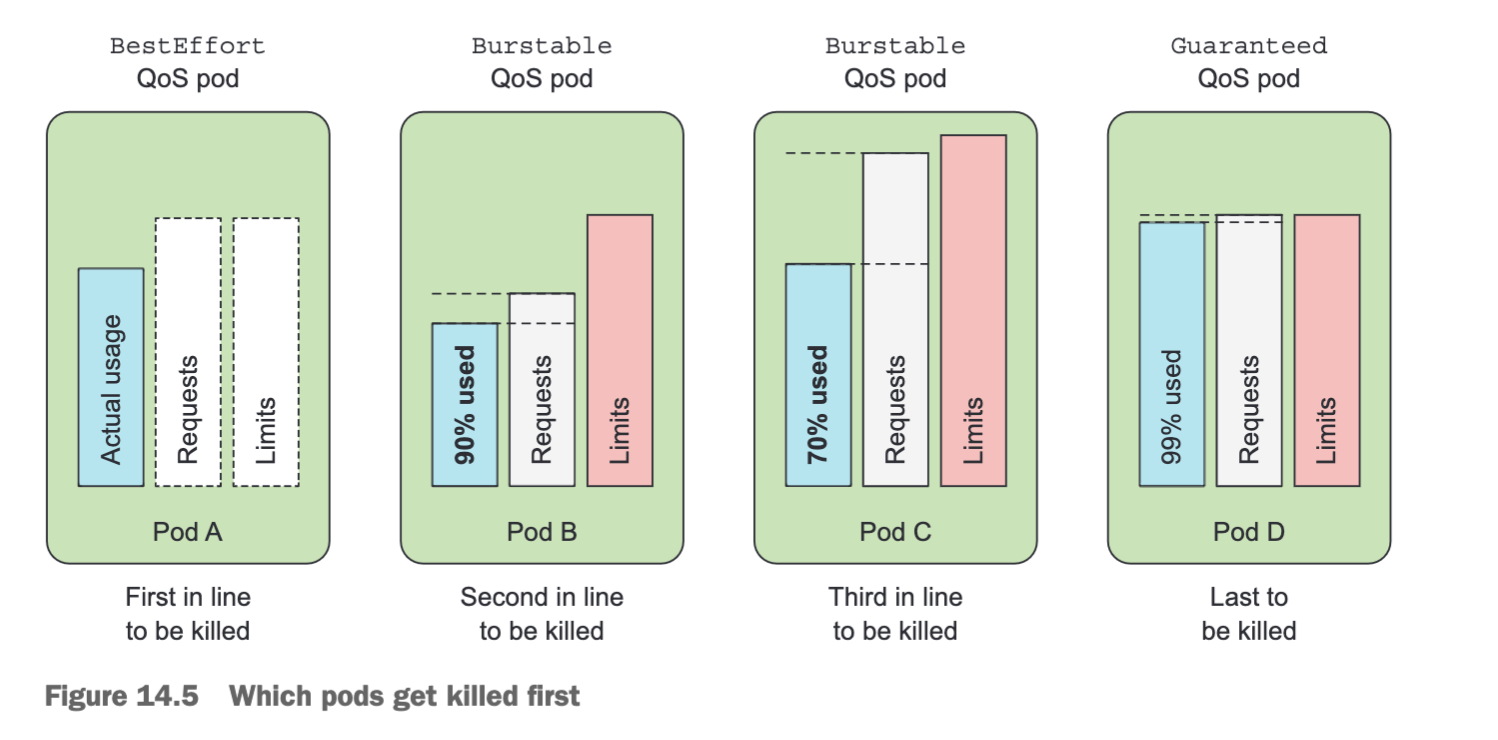 BestEffort
QoS pod
Actual usage
Requests
Limits
Pod A
First in line
to be killed
Burstable
QoS pod
90% used
Requests
Limits
Pod B
Second in line
to be killed
Burstable
QoS pod
70% used
Requests
Limits
Pod C
Third in line
to be killed
Guaranteed
QoS pod
99% used
Requests
Limits
Pod D
Last to
be killed
Figure 14.5 Which pods get killed first